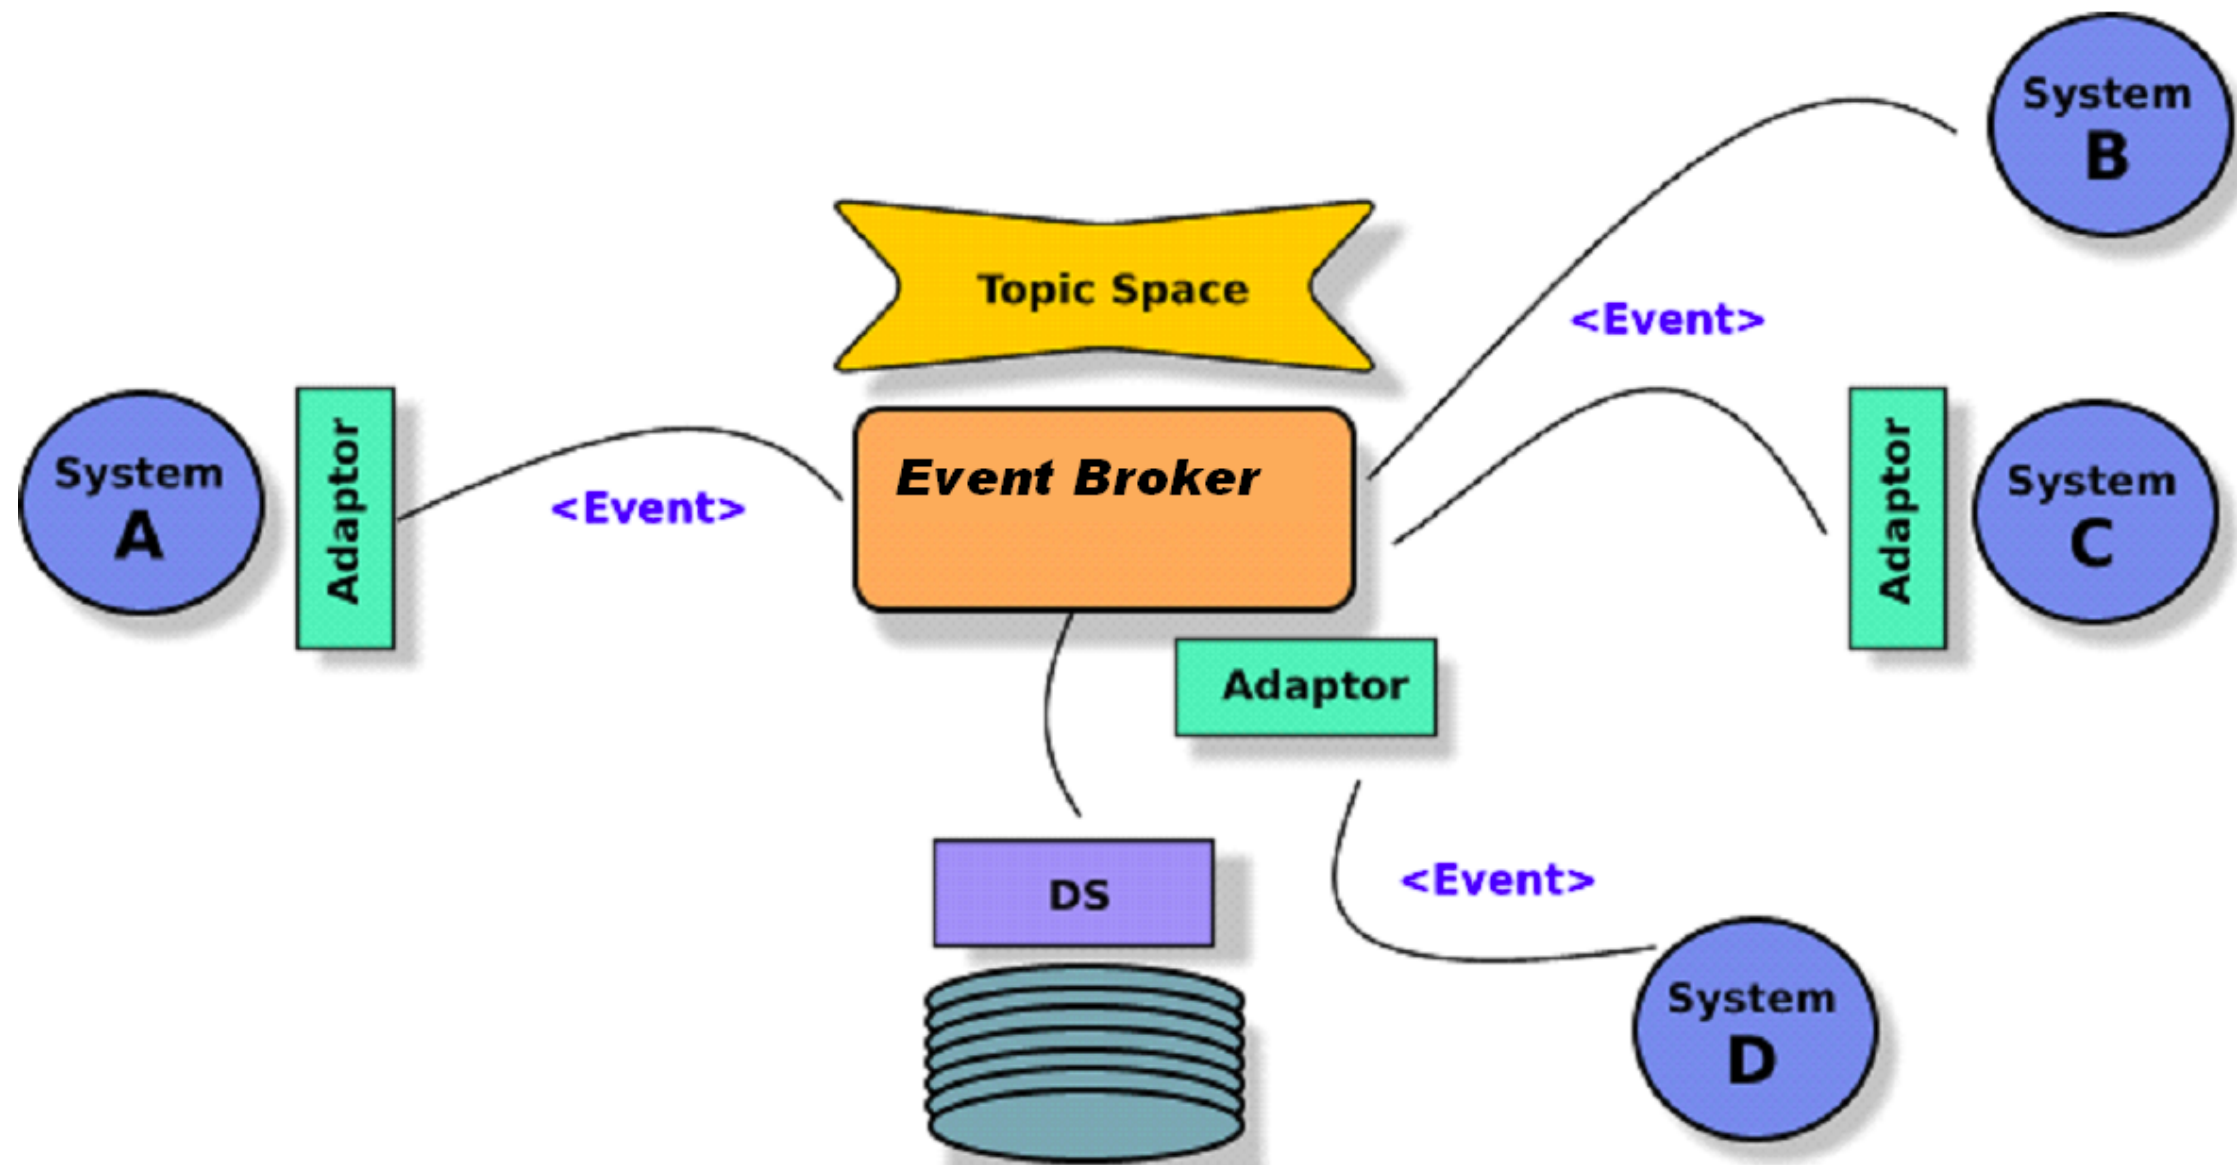 System
B
Topic Space
<Event>
System
A
Adaptor
<Event>
Event Broker
Adaptor
System
C
Adaptor
DS
<Event>
System
D